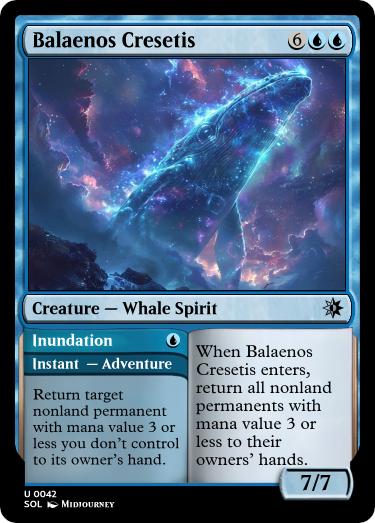 Balaenos Cresetis 6
Creature — Whale Spirit
Inundation
Instant — Adventure
Return target
nonland permanent
with mana value 3 or
less you don't control
to its owner's hand.
When Balaenos
Cresetis enters,
return all nonland
permanents with
mana value 3 or
less to their
owners' hands.
7/7
U 0042
SOL Midjourney